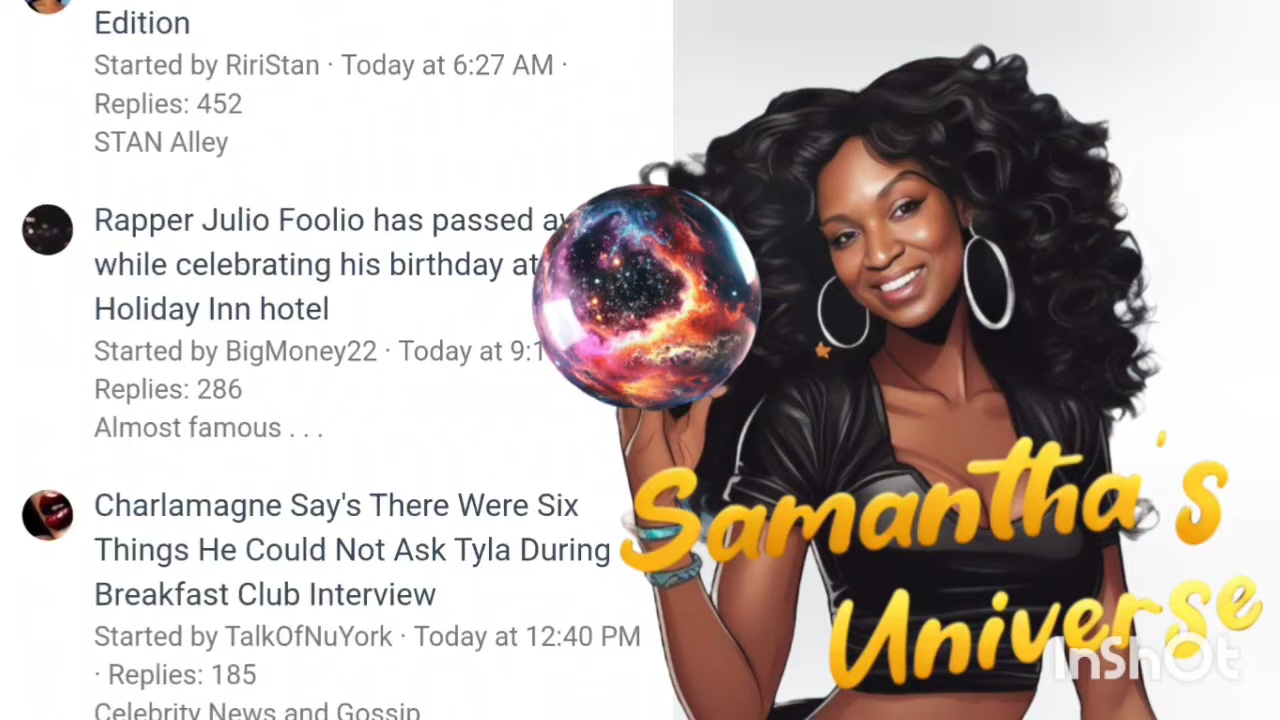 Edition
Started by RiriStan · Today at 6:27 AM ·
Replies: 452
STAN Alley
Rapper Julio Foolio has passed
while celebrating his birthday at
Holiday Inn hotel
Started by BigMoney22 · Today at
Replies: 286
Almost famous . . .
Charlamagne Say's There Were Six
Things He Could Not Ask Tyla During
Breakfast Club Interview
Started by TalkOfNuYork · Today at 12:40 PM
· Replies: 185
Celebrity News and Gossip
Samantha's
Universe
InShOt